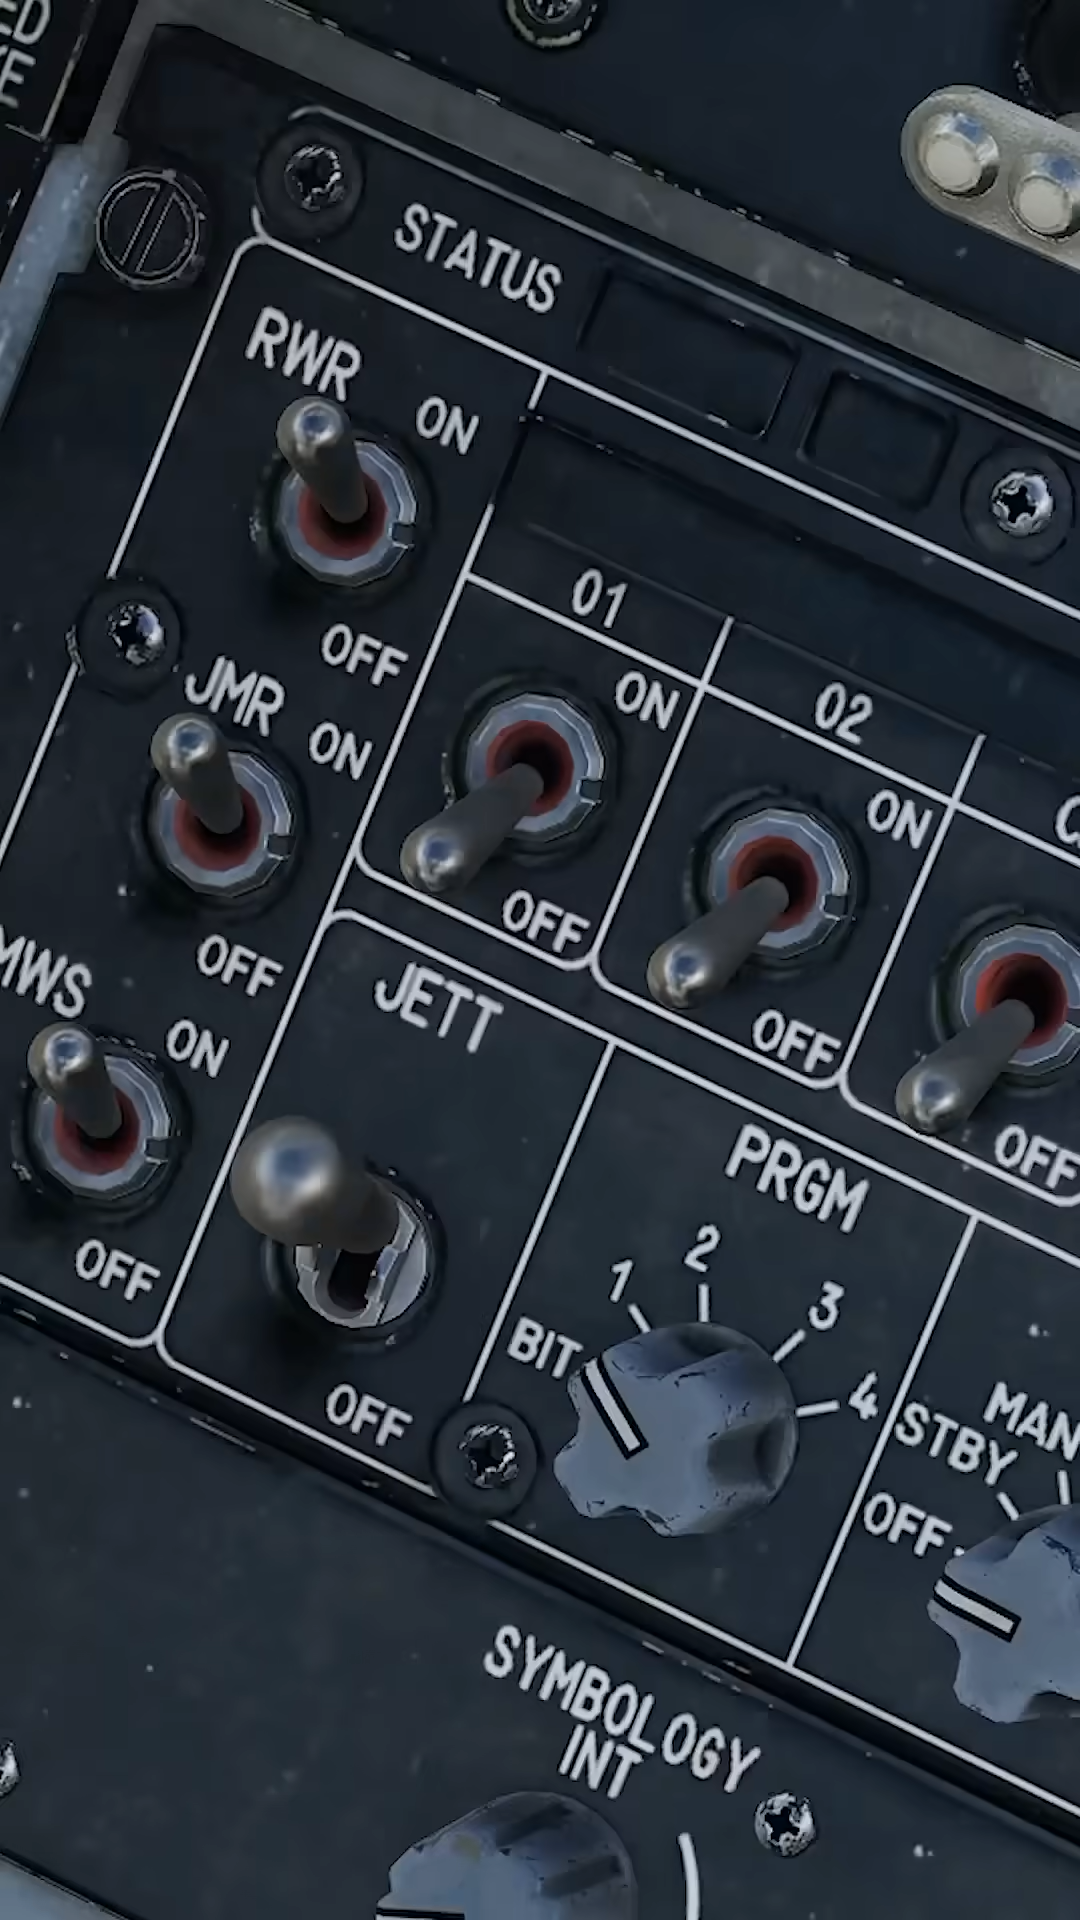 STATUS
RWR
ON
OFF
JMR
ON
OFF
MWS
ON
OFF
01
ON
OFF
02
ON
OFF
OFF
JETT
OFF
PRGM
BIT
1
2
3
4
MAN
STBY
OFF
SYMBOLOGY
INT